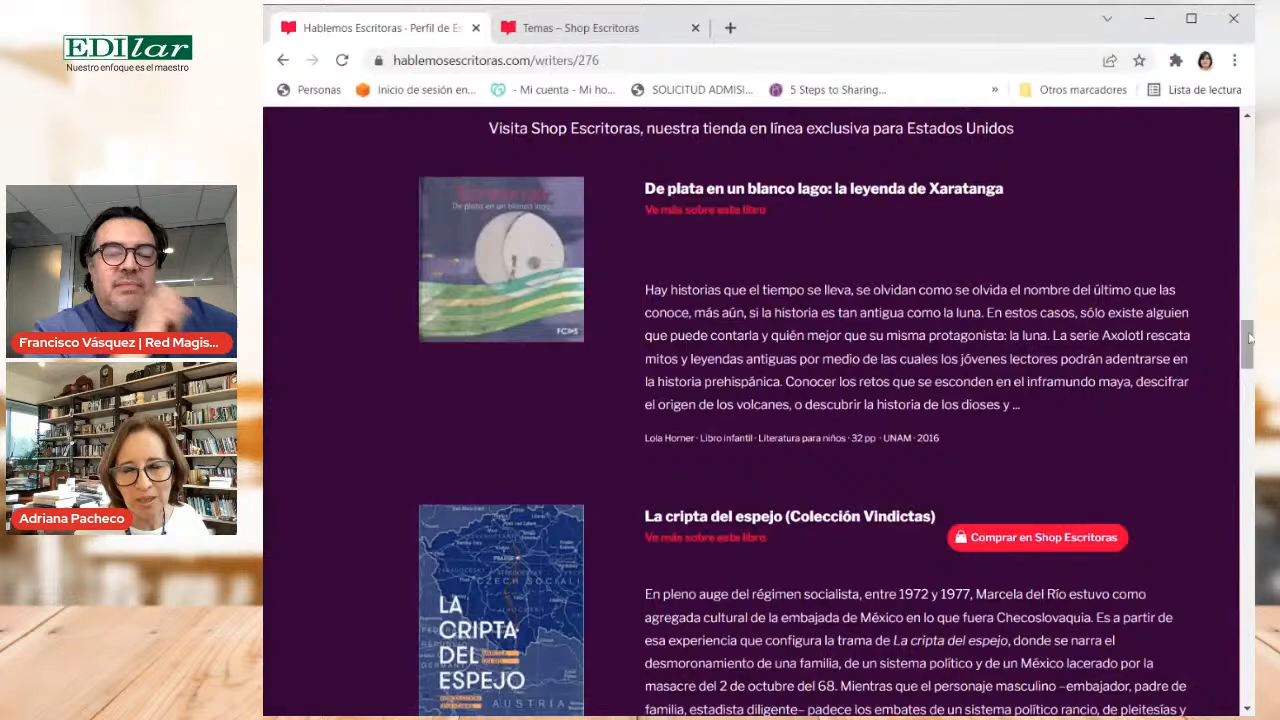 EDIlar
Nuestro enfoque es el maestro
Francisco Vásquez | Red Magis...
Adriana Pacheco
Hablemos Escritoras - Perfil de Es
Temas – Shop Escritoras
hablemosescritoras.com/writers/276
Personas
Inicio de sesión en...
- Mi cuenta - Mi ho...
SOLICITUD ADMISI...
5 Steps to Sharing...
»
Otros marcadores
Lista de lectura
Visita Shop Escritoras, nuestra tienda en línea exclusiva para Estados Unidos
De plata en un blanco lago
De plata en un blanco lago: la leyenda de Xaratanga
Ve más sobre este libro
Hay historias que el tiempo se lleva, se olvidan como se olvida el nombre del último que las
conoce, más aún, si la historia es tan antigua como la luna. En estos casos, sólo existe alguien
que puede contarla y quién mejor que su misma protagonista: la luna. La serie Axolotl rescata
mitos y leyendas antiguas por medio de las cuales los jóvenes lectores podrán adentrarse en
la historia prehispánica. Conocer los retos que se esconden en el inframundo maya, descifrar
el origen de los volcanes, o descubrir la historia de los dioses y ...
Lola Horner · Libro infantil · Literatura para niños · 32 pp · UNAM · 2016
LA
CRIPTA
DEL
ESPEJO
AUSTRIA
La cripta del espejo (Colección Vindictas)
Ve más sobre este libro
Comprar en Shop Escritoras
En pleno auge del régimen socialista, entre 1972 y 1977, Marcela del Río estuvo como
agregada cultural de la embajada de México en lo que fuera Checoslovaquia. Es a partir de
esa experiencia que configura la trama de La cripta del espejo, donde se narra el
desmoronamiento de una familia, de un sistema político y de un México lacerado por la
masacre del 2 de octubre del 68. Mientras que el personaje masculino –embajador, padre de
familia, estadista diligente– padece los embates de un sistema político rancio, de pleitesías y